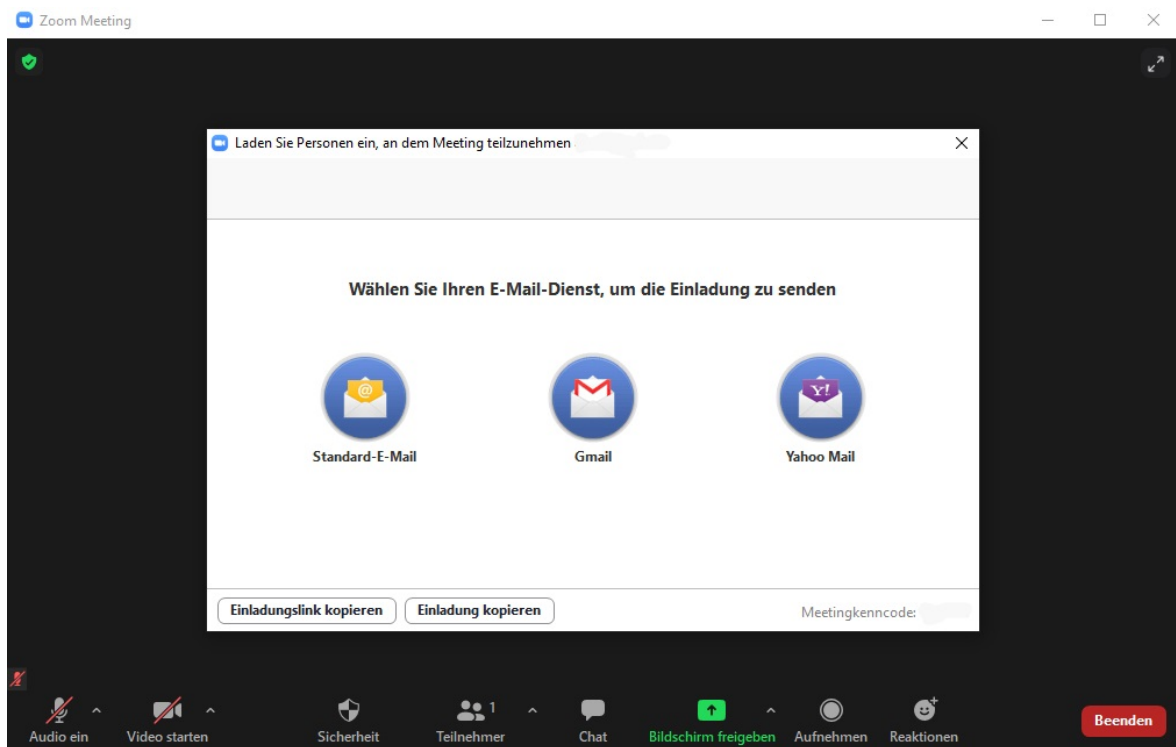 Zoom Meeting
Laden Sie Personen ein, an dem Meeting teilzunehmen
Wählen Sie Ihren E-Mail-Dienst, um die Einladung zu senden
@
Y!
Standard-E-Mail Gmail Yahoo Mail
Einladungslink kopieren Einladung kopieren Meetingkenncode:
1
Audio ein Video starten Sicherheit Teilnehmer Chat Bildschirm freigeben Aufnehmen Reaktionen Beenden